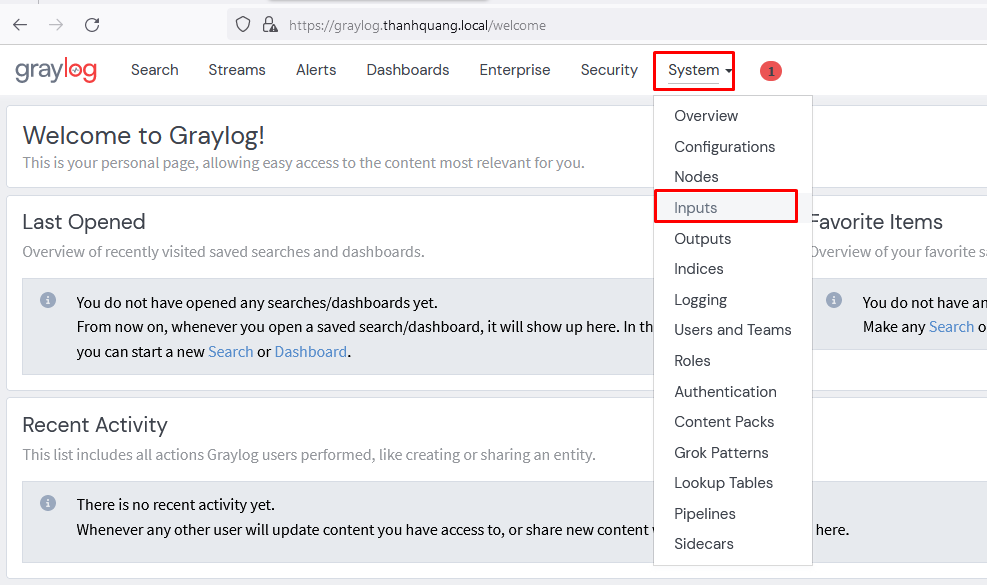 https://graylog.thanhquang.local/welcome
graylog Search Streams Alerts Dashboards Enterprise Security System 1
Overview
Configurations
Nodes
Inputs
Outputs
Indices
Logging
Users and Teams
Roles
Authentication
Content Packs
Grok Patterns
Lookup Tables
Pipelines
Sidecars
Welcome to Graylog!
This is your personal page, allowing easy access to the content most relevant for you.
Last Opened
Overview of recently visited saved searches and dashboards.
You do not have opened any searches/dashboards yet.
From now on, whenever you open a saved search/dashboard, it will show up here. In th
you can start a new Search or Dashboard.
Favorite Items
Overview of your favorite s
You do not have an
Make any Search o
Recent Activity
This list includes all actions Graylog users performed, like creating or sharing an entity.
There is no recent activity yet.
Whenever any other user will update content you have access to, or share new content here.